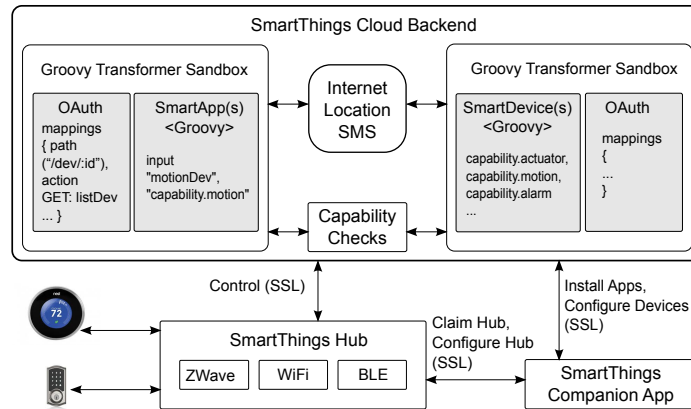 SmartThings Cloud Backend
Groovy Transformer Sandbox
OAuth
mappings
{ path
(“/dev/:id”),
action
GET: listDev
... }
SmartApp(s)
<Groovy>
input
"motionDev",
"capability.motion"
Internet
Location
SMS
Capability
Checks
Groovy Transformer Sandbox
SmartDevice(s)
<Groovy>
capability.actuator,
capability.motion,
capability.alarm
...
OAuth
mappings
{
...
}
Control (SSL)
Install Apps,
Configure Devices
(SSL)
72
SmartThings Hub
ZWave
WiFi
BLE
Claim Hub,
Configure Hub
(SSL)
SmartThings
Companion App